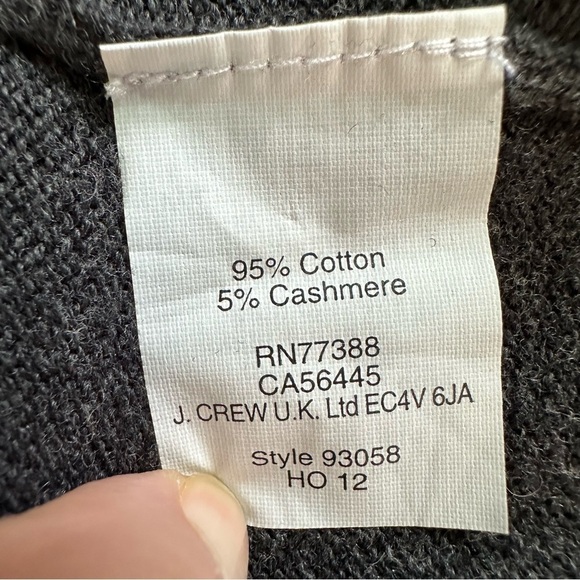 95% Cotton
5% Cashmere
RN77388
CA56445
J. CREW U.K. Ltd EC4V 6JA
Style 93058
HO 12